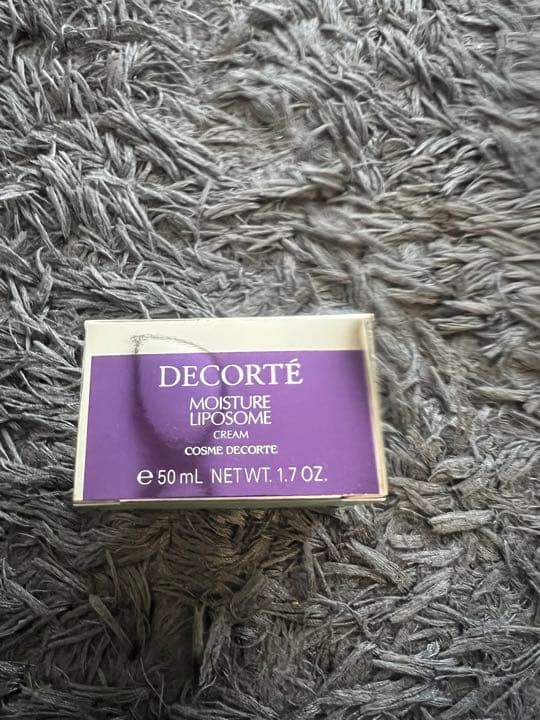 DECORTÉ
MOISTURE
LIPOSOME
CREAM
COSME DECORTE
℮ 50 mL NET WT. 1.7 OZ.